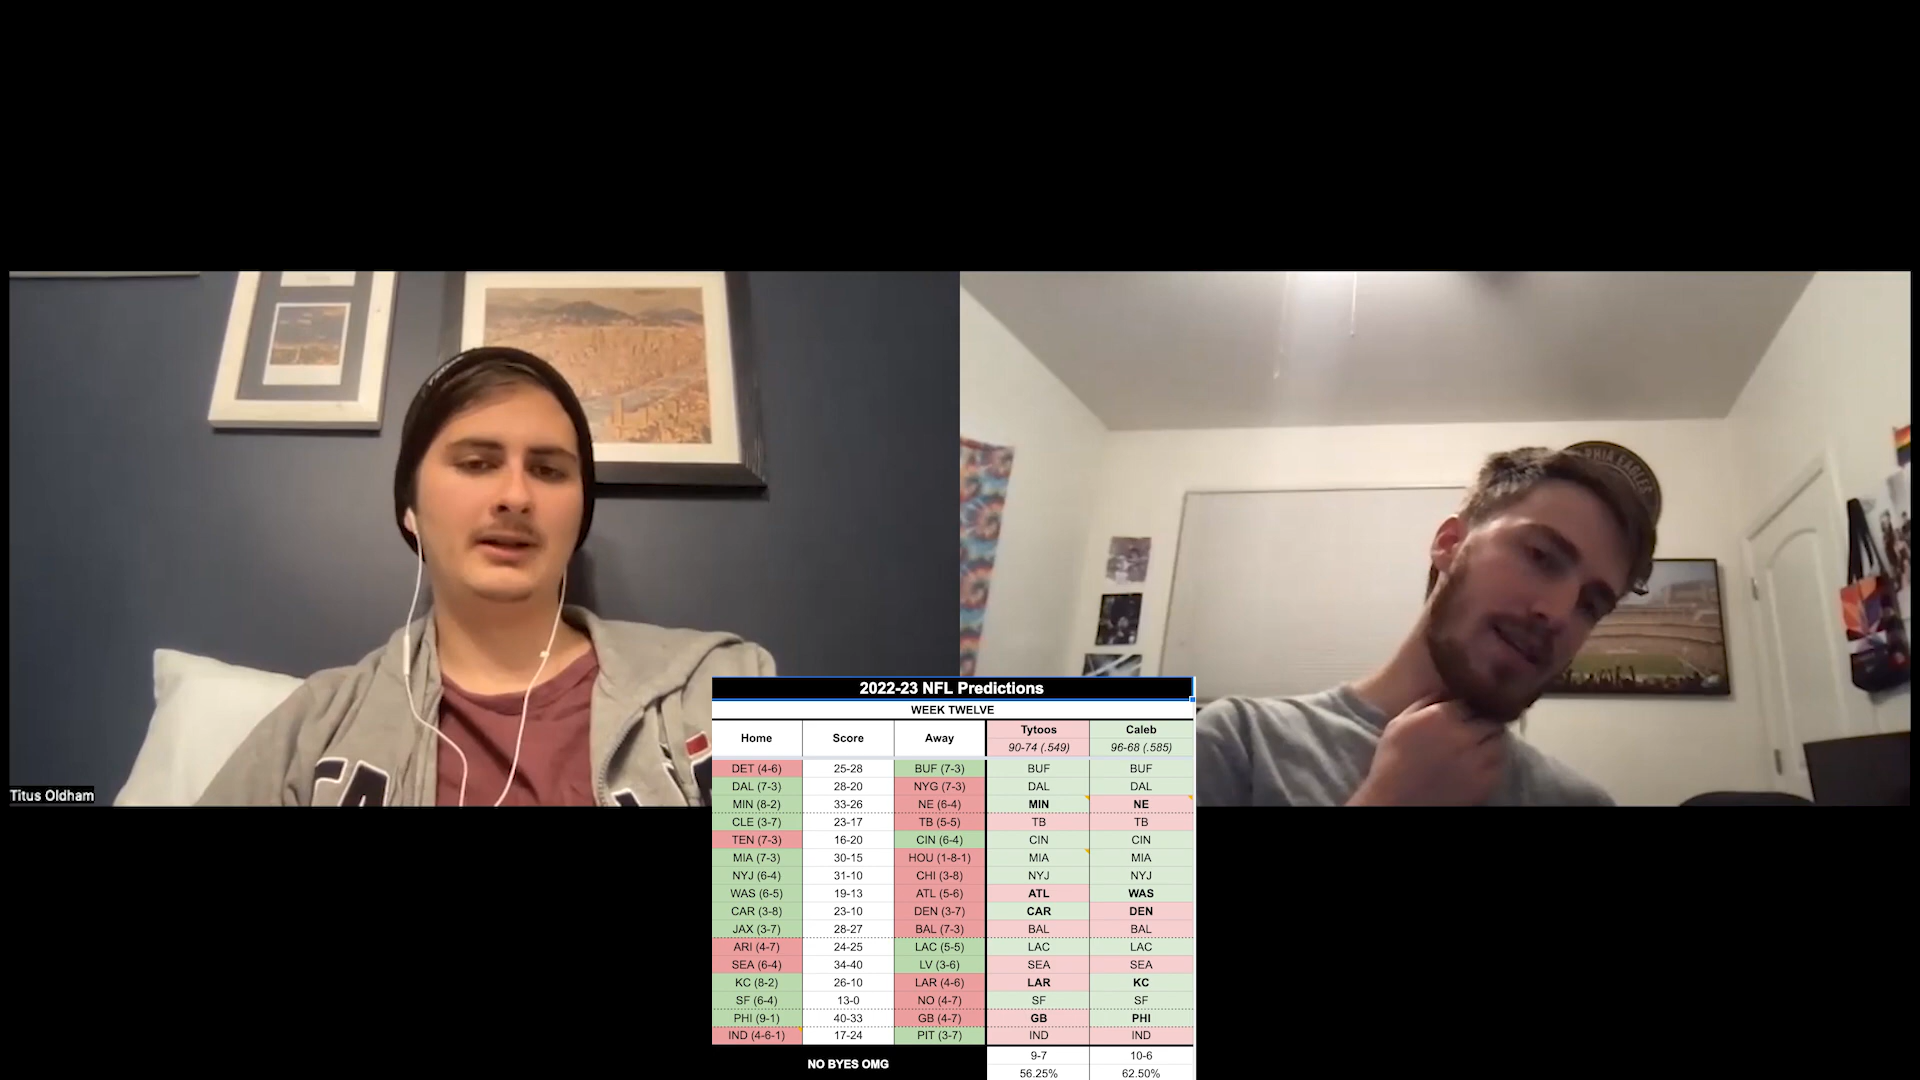 PHIA EAGLES
Titus Oldham
2022-23 NFL Predictions
WEEK TWELVE
Home Score Away Tytoos Caleb
90-74 (.549) 96-68 (.585)
DET (4-6) 25-28 BUF (7-3) BUF BUF
DAL (7-3) 28-20 NYG (7-3) DAL DAL
MIN (8-2) 33-26 NE (6-4) MIN NE
CLE (3-7) 23-17 TB (5-5) TB TB
TEN (7-3) 16-20 CIN (6-4) CIN CIN
MIA (7-3) 30-15 HOU (1-8-1) MIA MIA
NYJ (6-4) 31-10 CHI (3-8) NYJ NYJ
WAS (6-5) 19-13 ATL (5-6) ATL WAS
CAR (3-8) 23-10 DEN (3-7) CAR DEN
JAX (3-7) 28-27 BAL (7-3) BAL BAL
ARI (4-7) 24-25 LAC (5-5) LAC LAC
SEA (6-4) 34-40 LV (3-6) SEA SEA
KC (8-2) 26-10 LAR (4-6) LAR KC
SF (6-4) 13-0 NO (4-7) SF SF
PHI (9-1) 40-33 GB (4-7) GB PHI
IND (4-6-1) 17-24 PIT (3-7) IND IND
NO BYES OMG
9-7 10-6
56.25% 62.50%